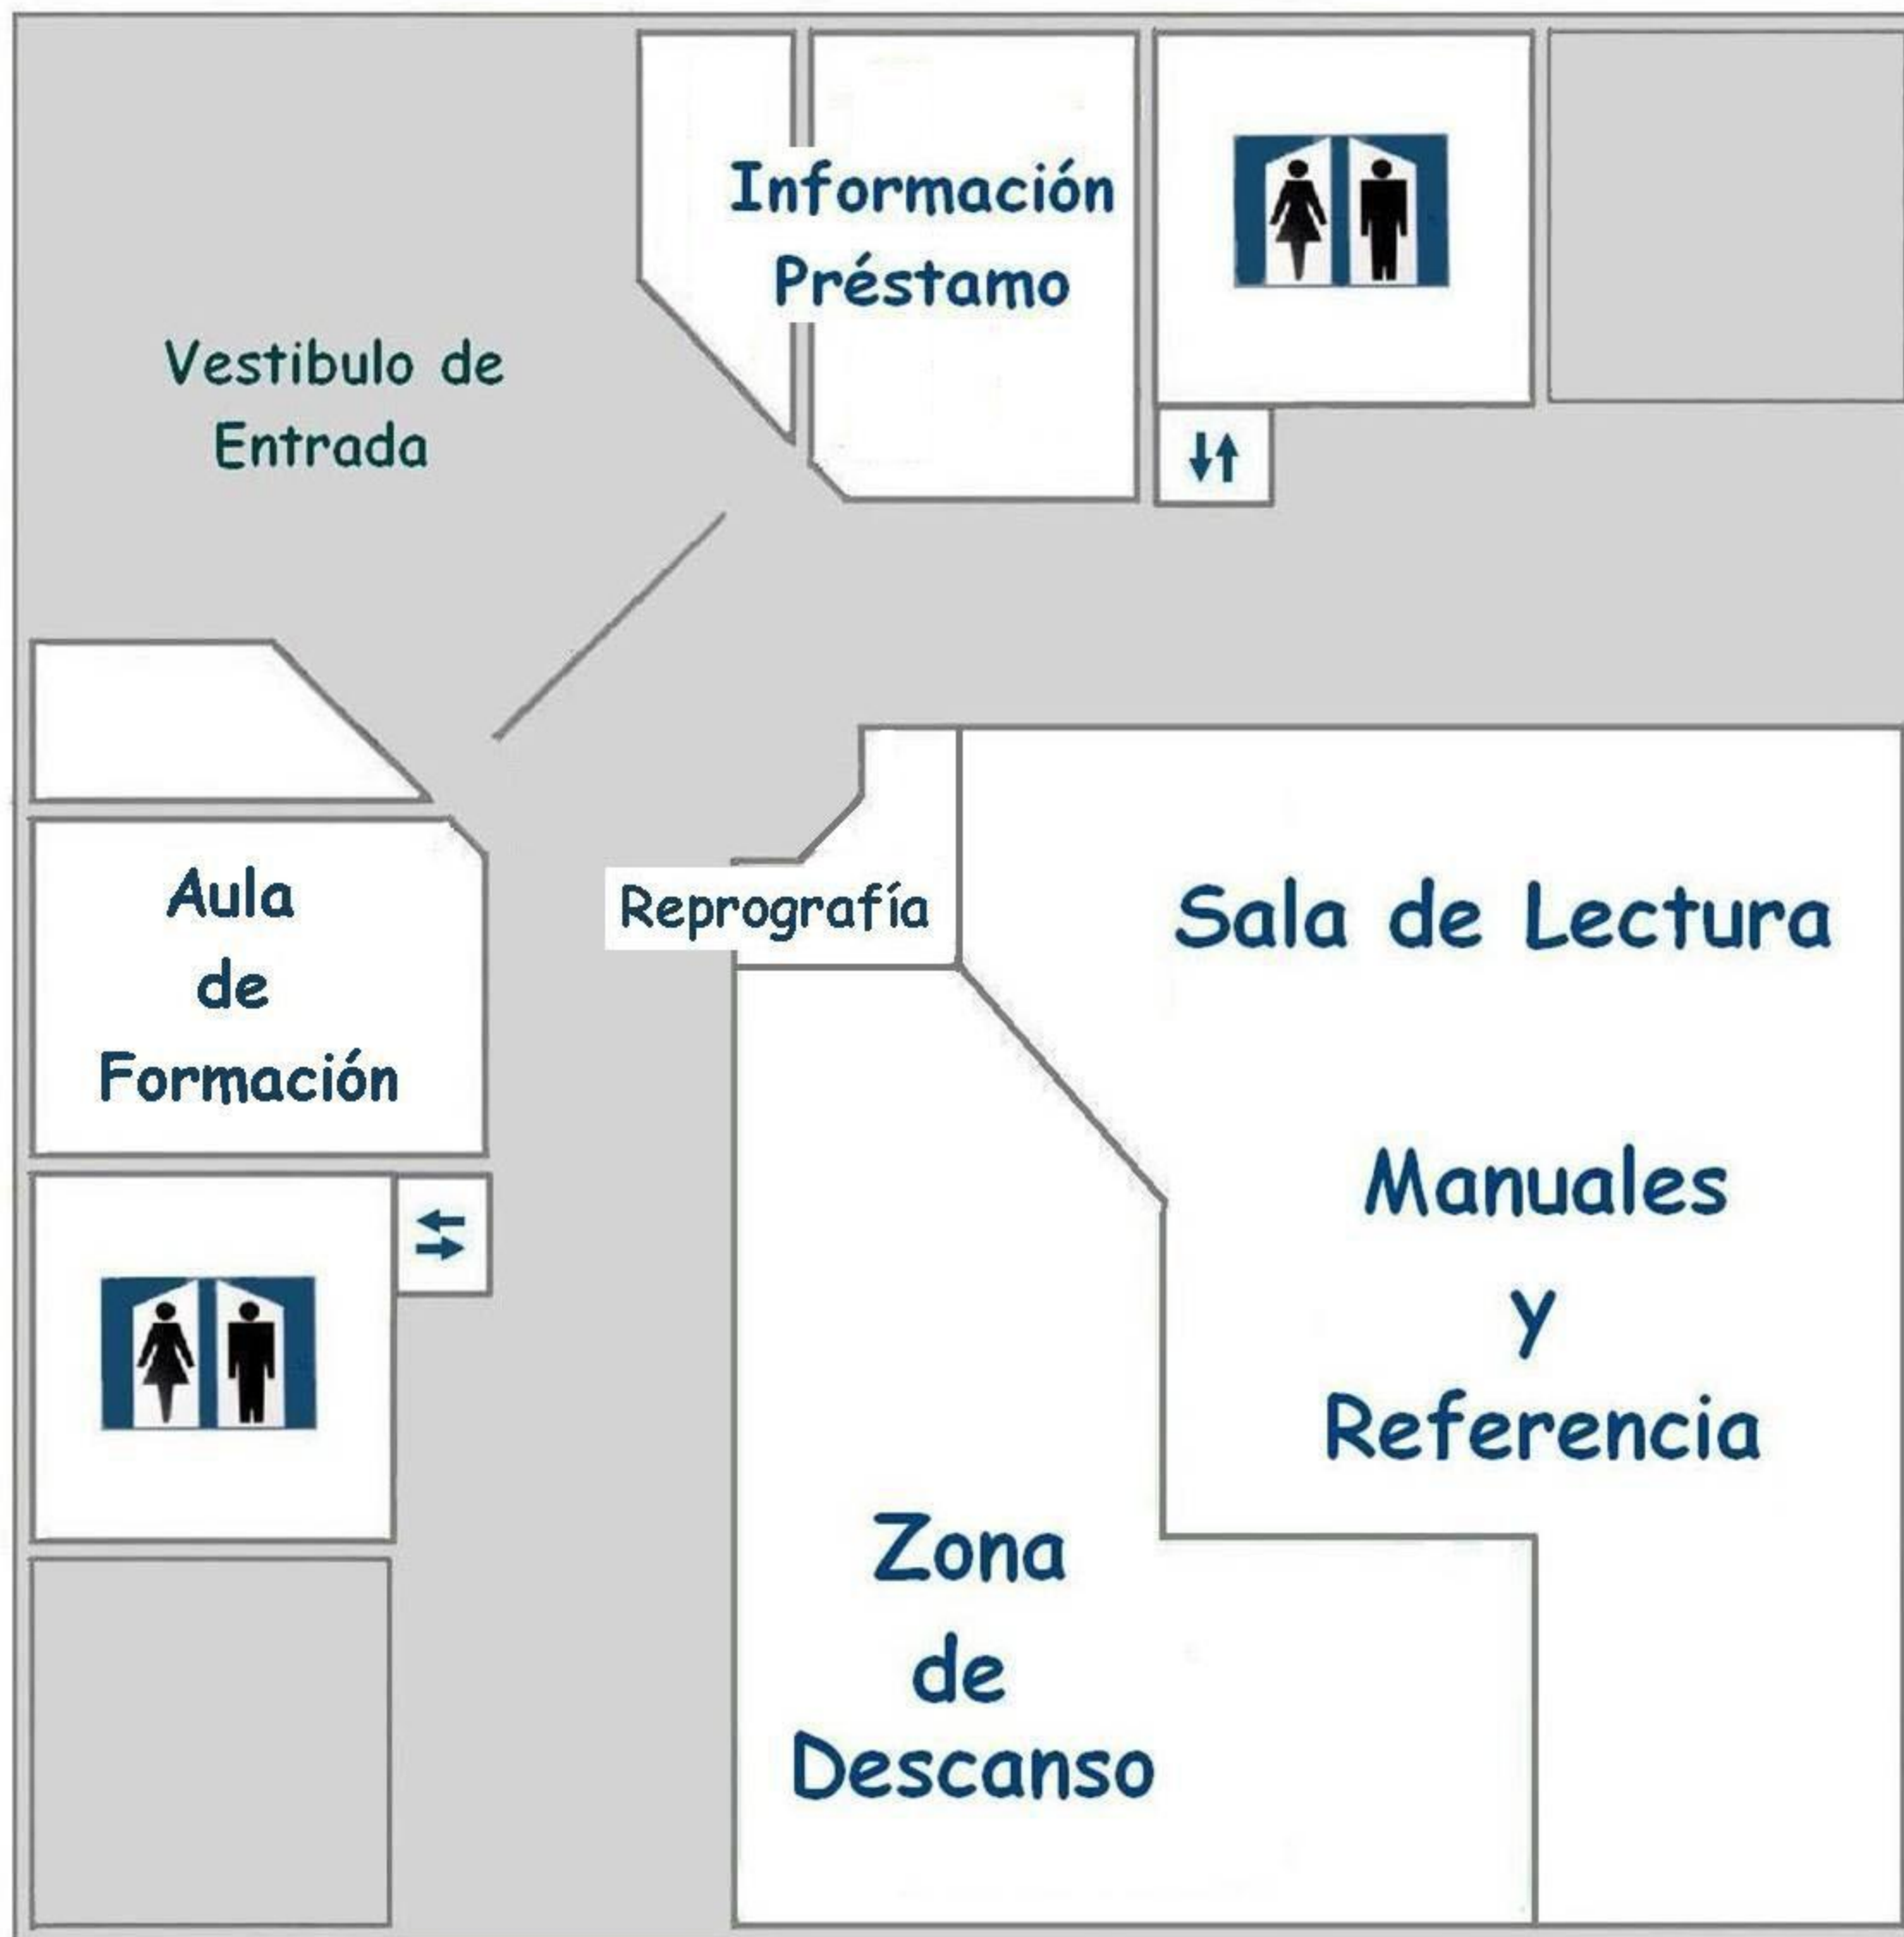 Información
Préstamo
Vestibulo de
Entrada
Aula
de
Formación
Reprografía
Sala de Lectura
Manuales
y
Referencia
Zona
de
Descanso